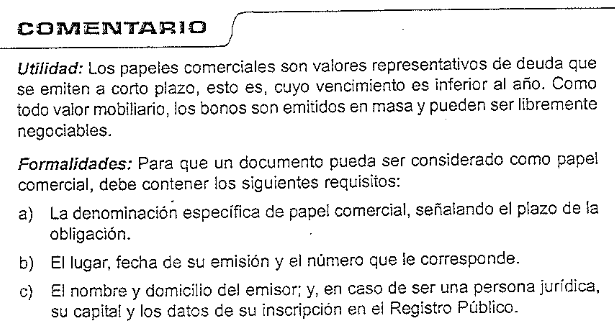 COMENTARIO
Utilidad: Los papeles comerciales son valores representativos de deuda que
se emiten a corto plazo, esto es, cuyo vencimiento es inferior al año. Como
todo valor mobiliario, los bonos son emitidos en masa y pueden ser libremente
negociables.
Formalidades: Para que un documento pueda ser considerado como papel
comercial, debe contener los siguientes requisitos:
a) La denominación específica de papel comercial, señalando el plazo de la
obligación.
b) El lugar, fecha de su emisión y el número que le corresponde.
c) El nombre y domicilio del emisor; y, en caso de ser una persona jurídica,
su capital y los datos de su inscripción en el Registro Público.